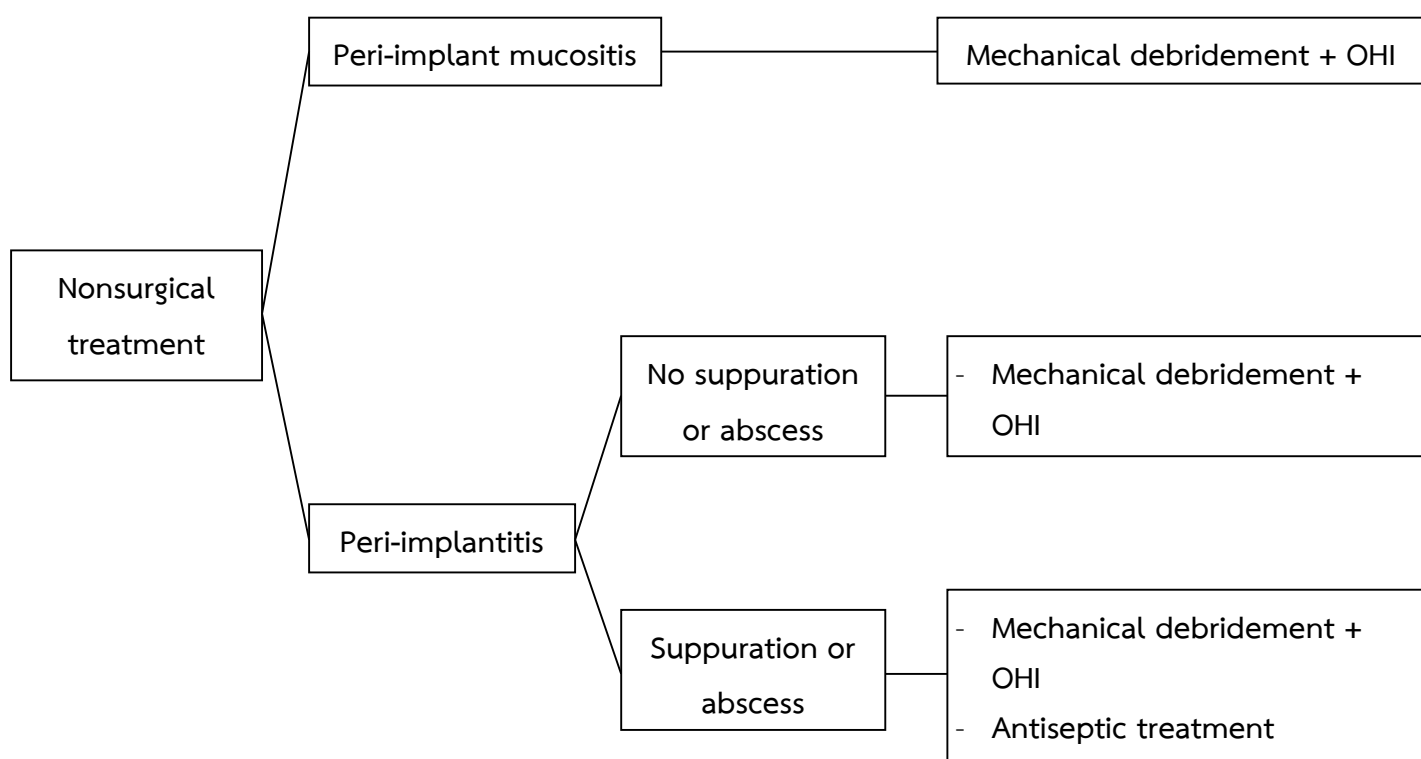 Peri-implant mucositis
Mechanical debridement + OHI
Nonsurgical
treatment
No suppuration
or abscess
- Mechanical debridement +
OHI
Peri-implantitis
Suppuration or
abscess
- Mechanical debridement +
OHI
- Antiseptic treatment